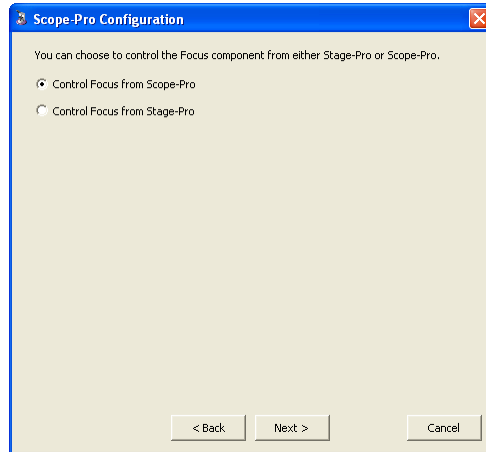 Scope-Pro Configuration
You can choose to control the Focus component from either Stage-Pro or Scope-Pro.
Control Focus from Scope-Pro
Control Focus from Stage-Pro
< Back Next > Cancel